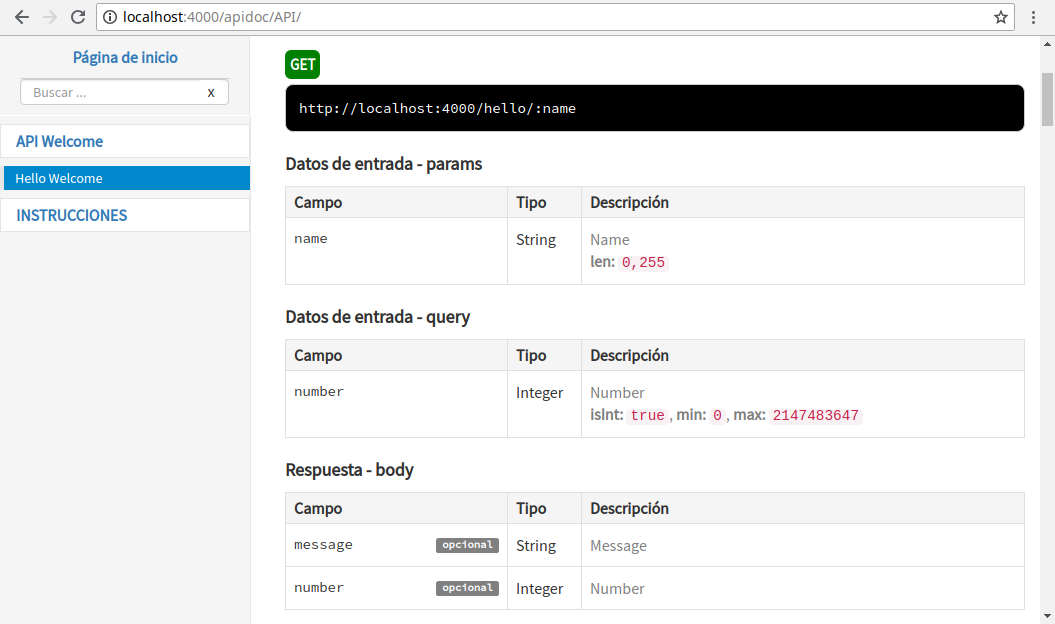 localhost:4000/apidoc/API/
Página de inicio
Buscar ... x
API Welcome
Hello Welcome
INSTRUCCIONES
GET
http://localhost:4000/hello/:name
Datos de entrada - params
Campo Tipo Descripción
name String Name
len: 0,255
Datos de entrada - query
Campo Tipo Descripción
number Integer Number
isInt: true , min: 0 , max: 2147483647
Respuesta - body
Campo Tipo Descripción
message opcional String Message
number opcional Integer Number